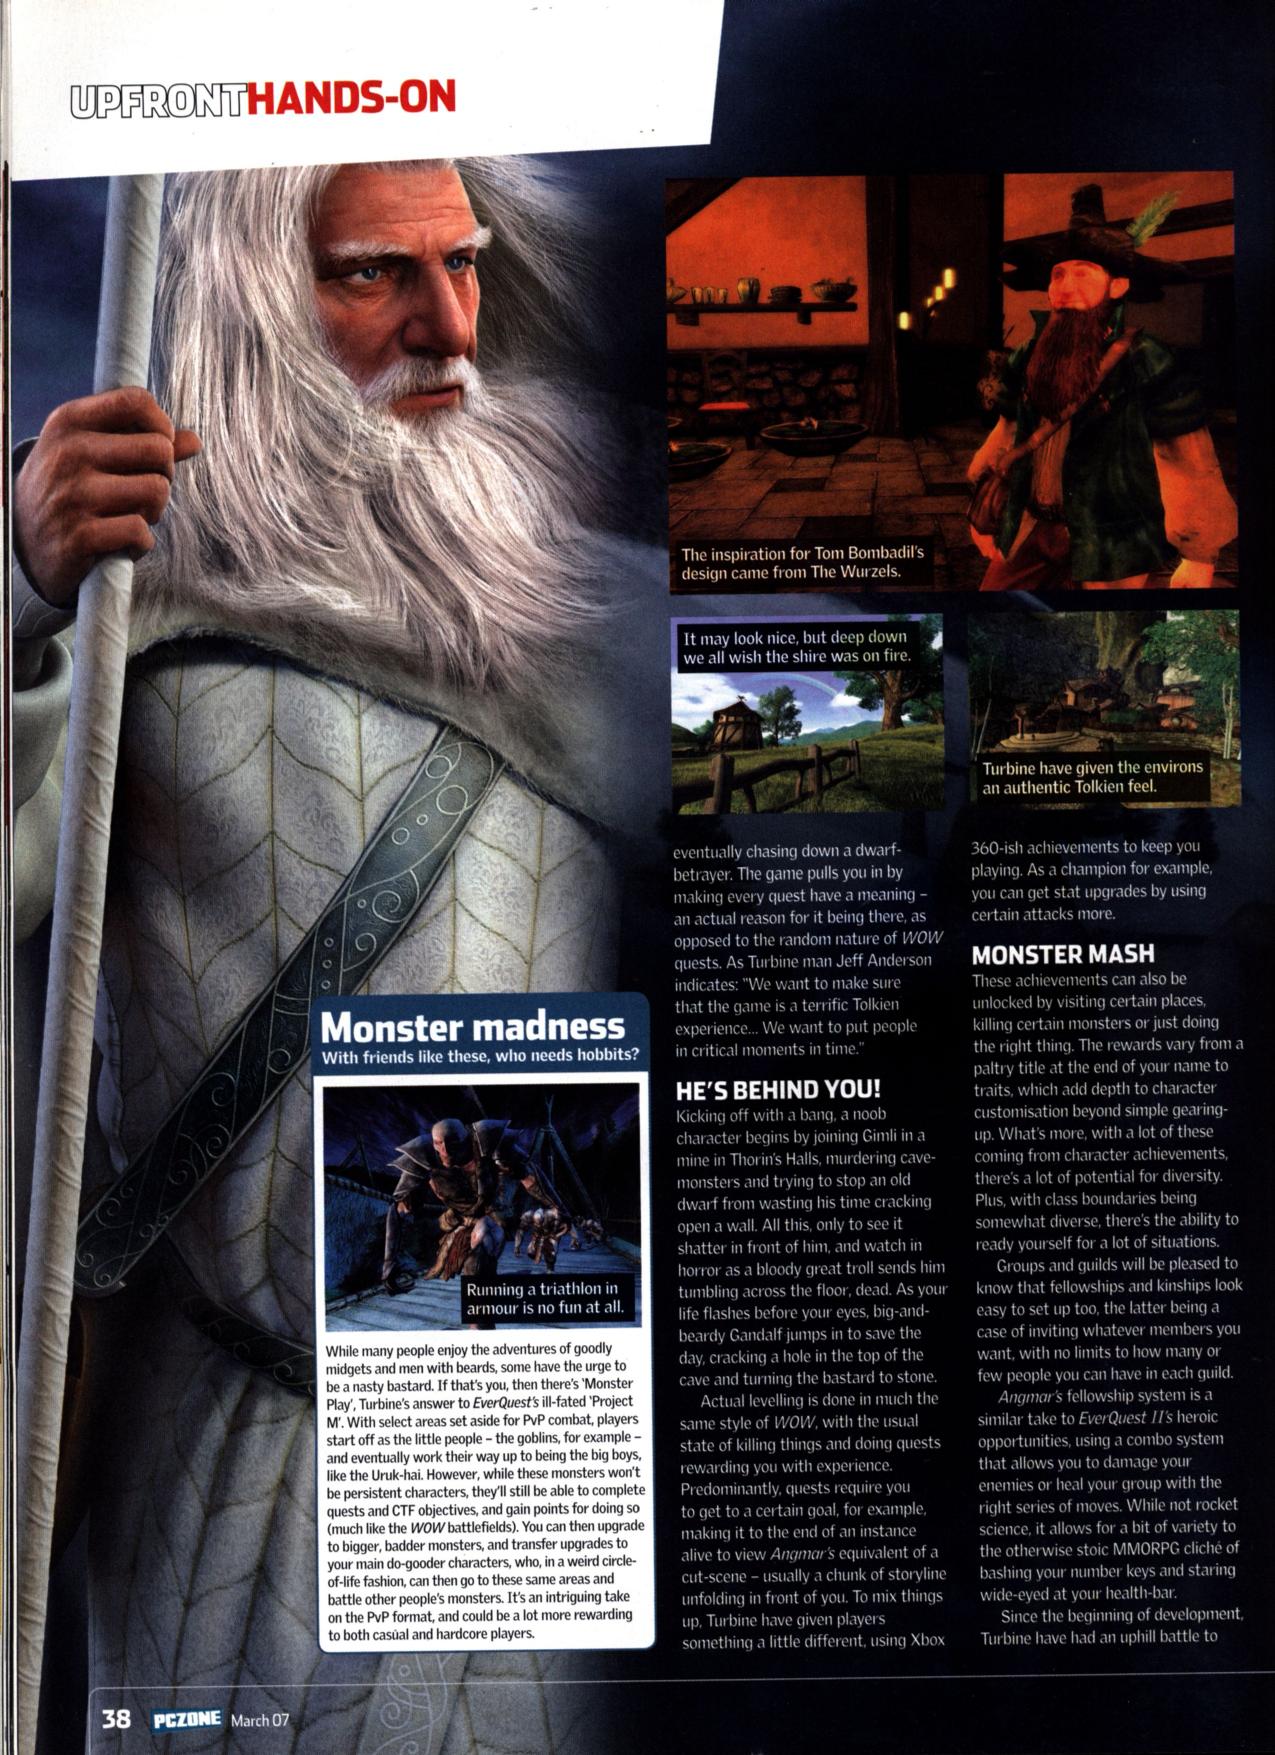 UPFRONTHANDS-ON
The inspiration for Tom Bombadil's
design came from The Wurzels.
It may look nice, but deep down
we all wish the shire was on fire.
Turbine have given the environs
an authentic Tolkien feel.
Monster madness
With friends like these, who needs hobbits?
Running a triathlon in
armour is no fun at all.
While many people enjoy the adventures of goodly
midgets and men with beards, some have the urge to
be a nasty bastard. If that's you, then there's 'Monster
Play', Turbine's answer to EverQuest's ill-fated 'Project
M'. With select areas set aside for PvP combat, players
start off as the little people – the goblins, for example –
and eventually work their way up to being the big boys,
like the Uruk-hai. However, while these monsters won't
be persistent characters, they'll still be able to complete
quests and CTF objectives, and gain points for doing so
(much like the WOW battlefields). You can then upgrade
to bigger, badder monsters, and transfer upgrades to
your main do-gooder characters, who, in a weird circle-
of-life fashion, can then go to these same areas and
battle other people's monsters. It's an intriguing take
on the PvP format, and could be a lot more rewarding
to both casual and hardcore players.
eventually chasing down a dwarf-
betrayer. The game pulls you in by
making every quest have a meaning –
an actual reason for it being there, as
opposed to the random nature of WOW
quests. As Turbine man Jeff Anderson
indicates: "We want to make sure
that the game is a terrific Tolkien
experience... We want to put people
in critical moments in time."
HE'S BEHIND YOU!
Kicking off with a bang, a noob
character begins by joining Gimli in a
mine in Thorin's Halls, murdering cave-
monsters and trying to stop an old
dwarf from wasting his time cracking
open a wall. All this, only to see it
shatter in front of him, and watch in
horror as a bloody great troll sends him
tumbling across the floor, dead. As your
life flashes before your eyes, big-and-
beardy Gandalf jumps in to save the
day, cracking a hole in the top of the
cave and turning the bastard to stone.
Actual levelling is done in much the
same style of WOW, with the usual
state of killing things and doing quests
rewarding you with experience.
Predominantly, quests require you
to get to a certain goal, for example,
making it to the end of an instance
alive to view Angmar's equivalent of a
cut-scene – usually a chunk of storyline
unfolding in front of you. To mix things
up, Turbine have given players
something a little different, using Xbox
360-ish achievements to keep you
playing. As a champion for example,
you can get stat upgrades by using
certain attacks more.
MONSTER MASH
These achievements can also be
unlocked by visiting certain places,
killing certain monsters or just doing
the right thing. The rewards vary from a
paltry title at the end of your name to
traits, which add depth to character
customisation beyond simple gearing-
up. What's more, with a lot of these
coming from character achievements,
there's a lot of potential for diversity.
Plus, with class boundaries being
somewhat diverse, there's the ability to
ready yourself for a lot of situations.
Groups and guilds will be pleased to
know that fellowships and kinships look
easy to set up too, the latter being a
case of inviting whatever members you
want, with no limits to how many or
few people you can have in each guild.
Angmar's fellowship system is a
similar take to EverQuest II's heroic
opportunities, using a combo system
that allows you to damage your
enemies or heal your group with the
right series of moves. While not rocket
science, it allows for a bit of variety to
the otherwise stoic MMORPG cliché of
bashing your number keys and staring
wide-eyed at your health-bar.
Since the beginning of development,
Turbine have had an uphill battle to
38 PCZONE March 07